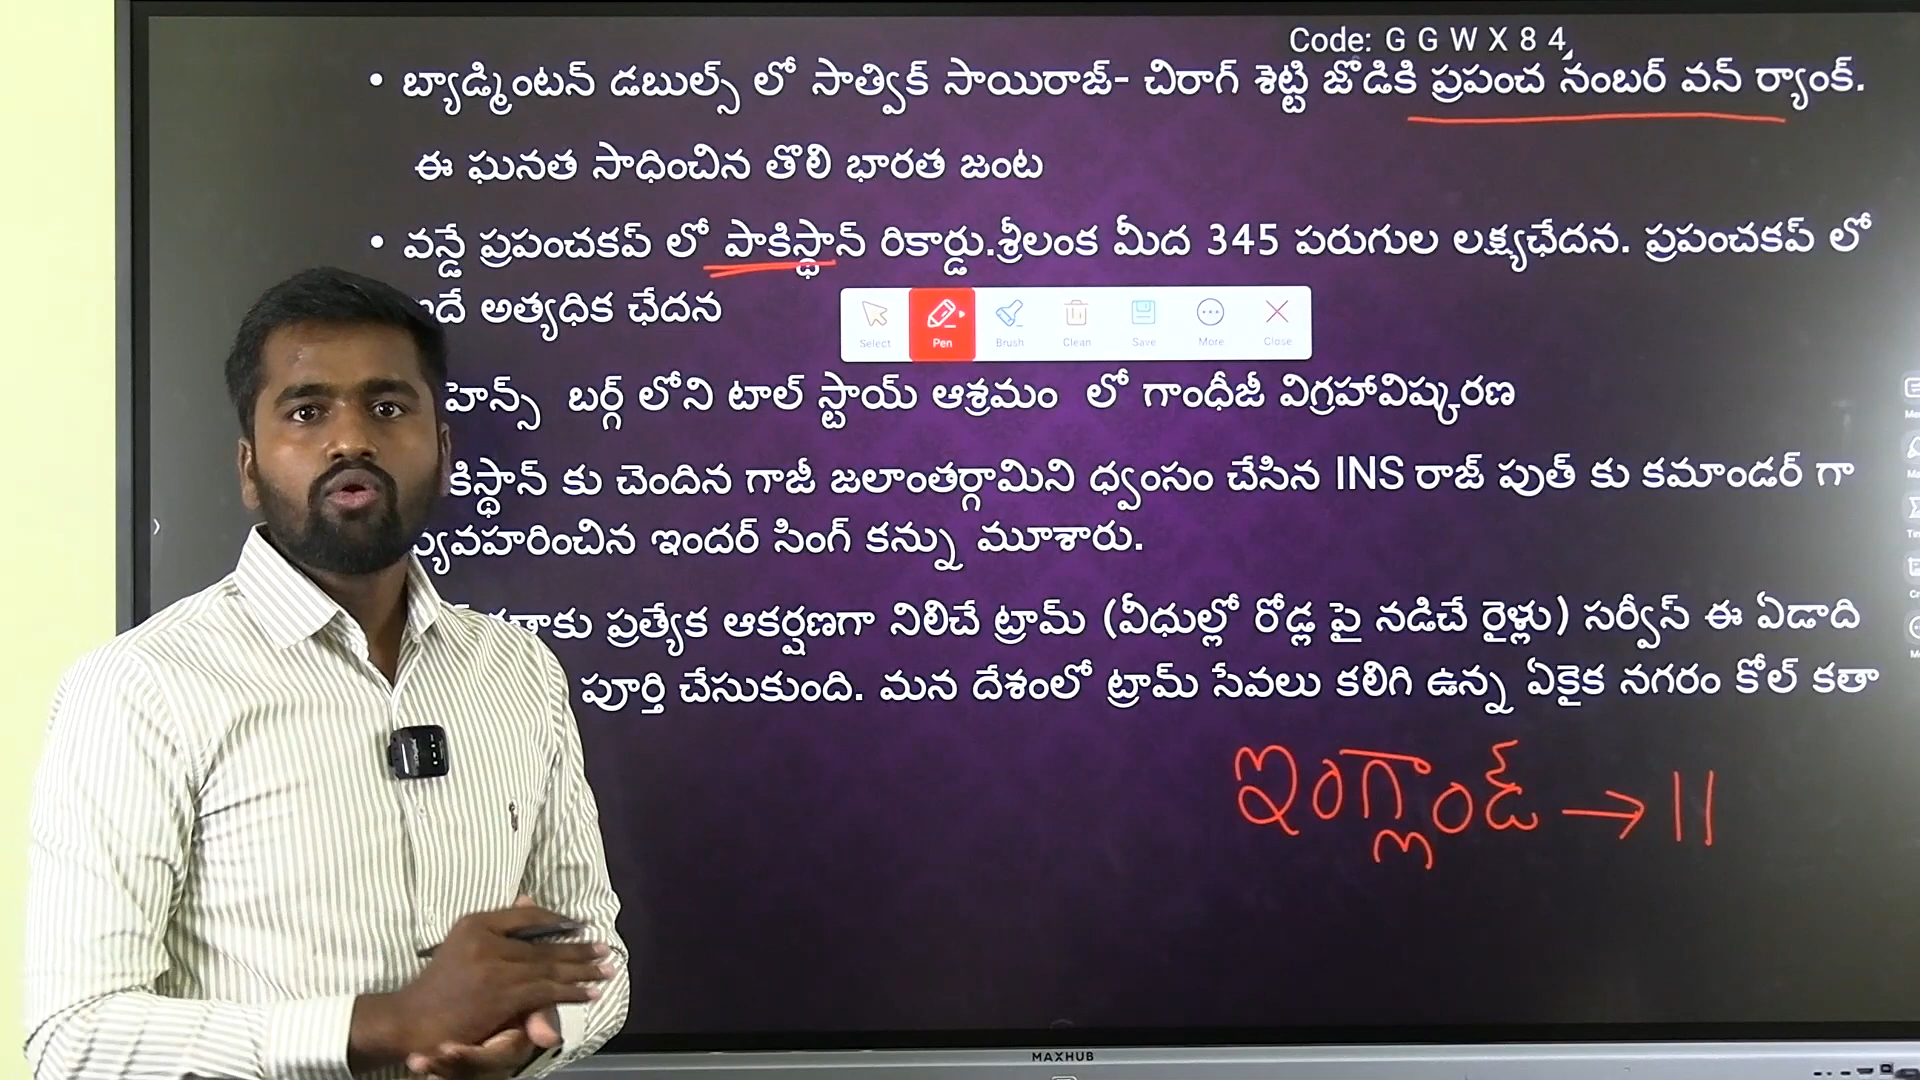 Code: G G W X 8 4
• బ్యాడ్మింటన్ డబుల్స్ లో సాత్విక్ సాయిరాజ్- చిరాగ్ శెట్టి జోడికి ప్రపంచ నంబర్ వన్ ర్యాంక్.
ఈ ఘనత సాధించిన తొలి భారత జంట
• వన్డే ప్రపంచకప్ లో పాకిస్థాన్ రికార్డు.శ్రీలంక మీద 345 పరుగుల లక్ష్యఛేదన. ప్రపంచకప్ లో
అత్యధిక ఛేదన
Select Pen Brush Clean Save More Close
బర్గ్ లోని టాల్ స్టాయ్ ఆశ్రమం లో గాంధీజీ విగ్రహావిష్కరణ
కు చెందిన గాజీ జలాంతర్గామిని ధ్వంసం చేసిన INS రాజ్ పుత్ కు కమాండర్ గా
వ్యవహరించిన ఇందర్ సింగ్ కన్ను మూశారు.
ప్రత్యేక ఆకర్షణగా నిలిచే ట్రామ్ (వీధుల్లో రోడ్ల పై నడిచే రైళ్లు) సర్వీస్ ఈ ఏడాది
పూర్తి చేసుకుంది. మన దేశంలో ట్రామ్ సేవలు కలిగి ఉన్న ఏకైక నగరం కోల్ కతా
ఇంగ్లాండ్ → 11
MAXHUB